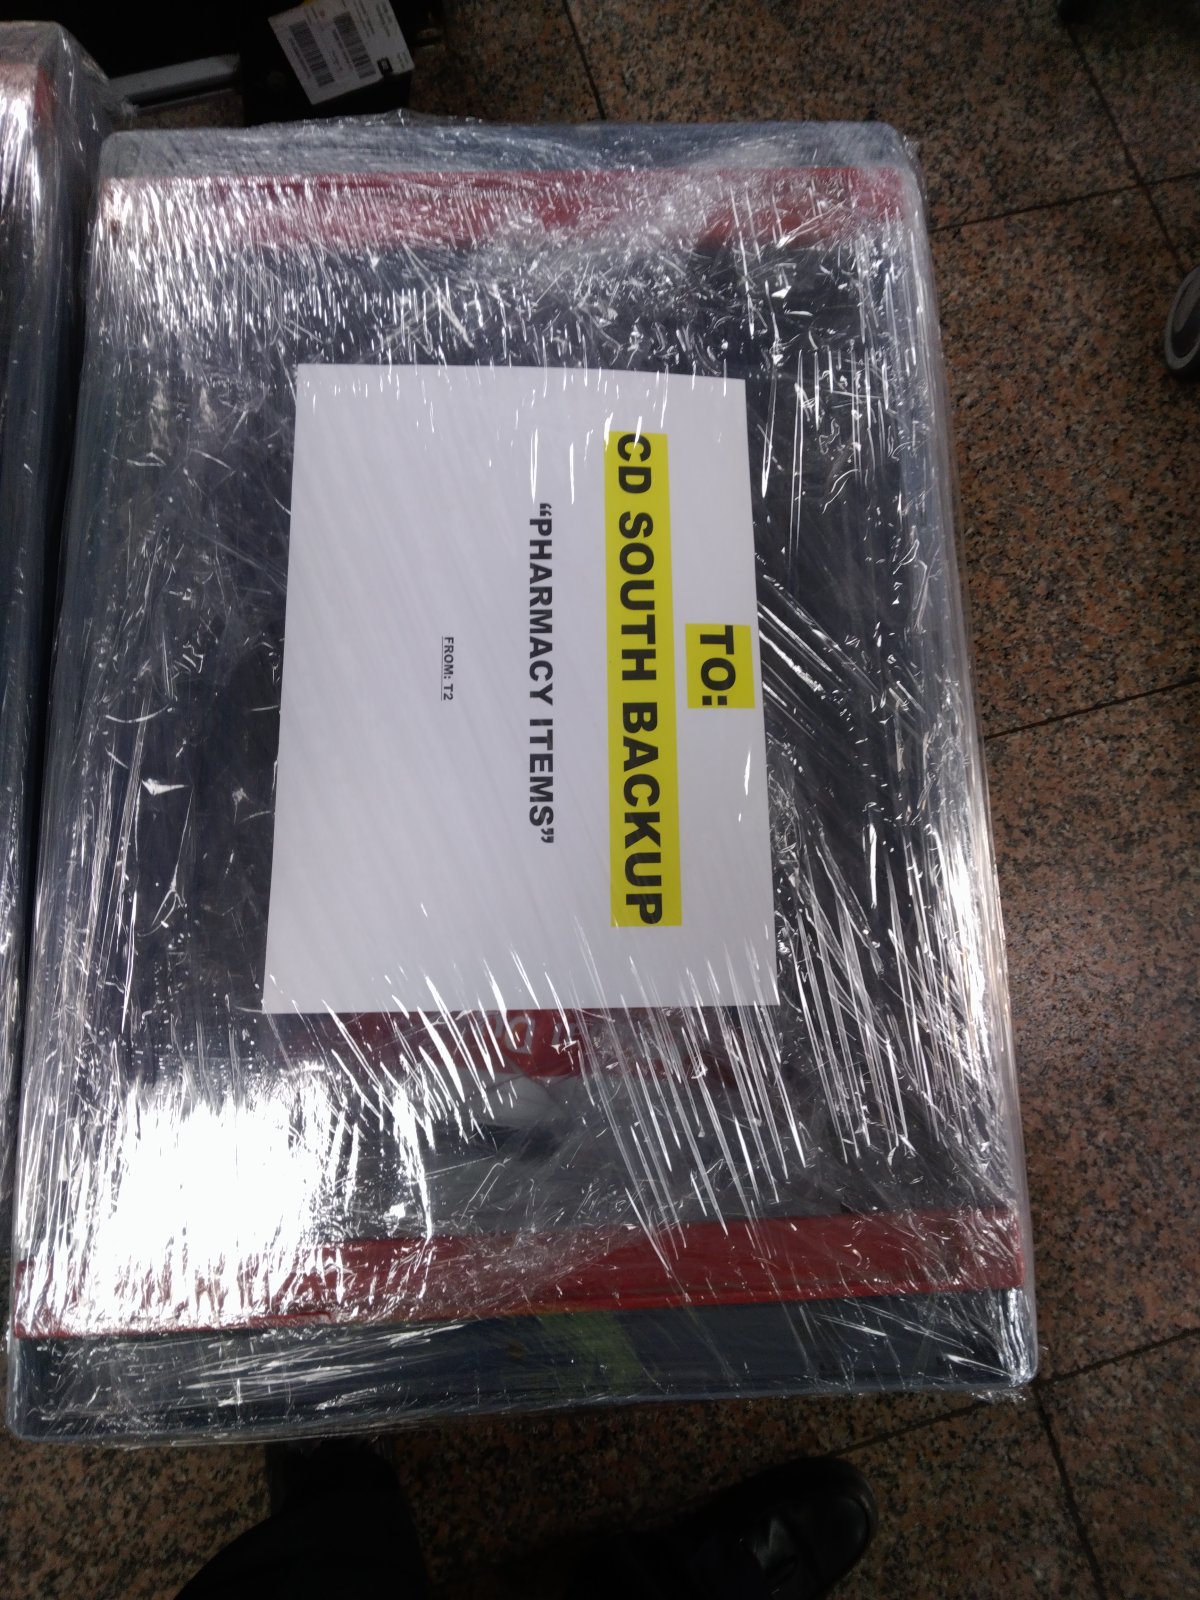 TO:
CD SOUTH BACKUP
“PHARMACY ITEMS”
FROM: T2